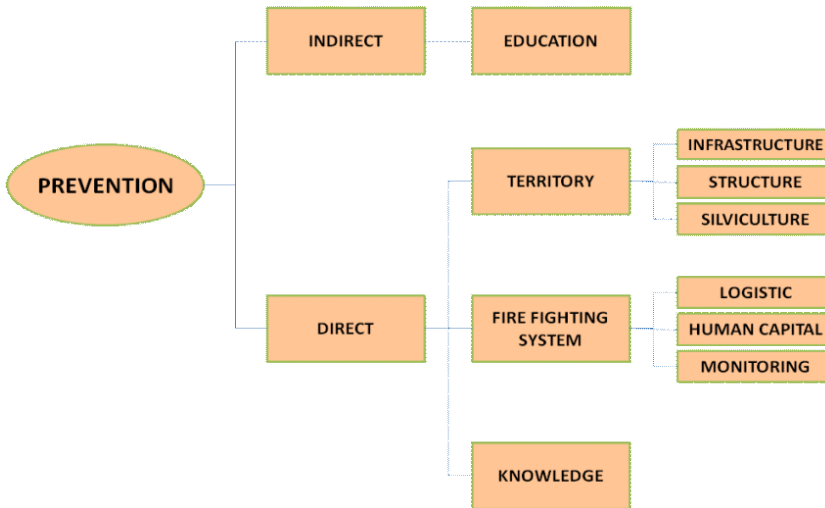 INDIRECT
EDUCATION
PREVENTION
TERRITORY
INFRASTRUCTURE
STRUCTURE
SILVICULTURE
DIRECT
FIRE FIGHTING
SYSTEM
LOGISTIC
HUMAN CAPITAL
MONITORING
KNOWLEDGE